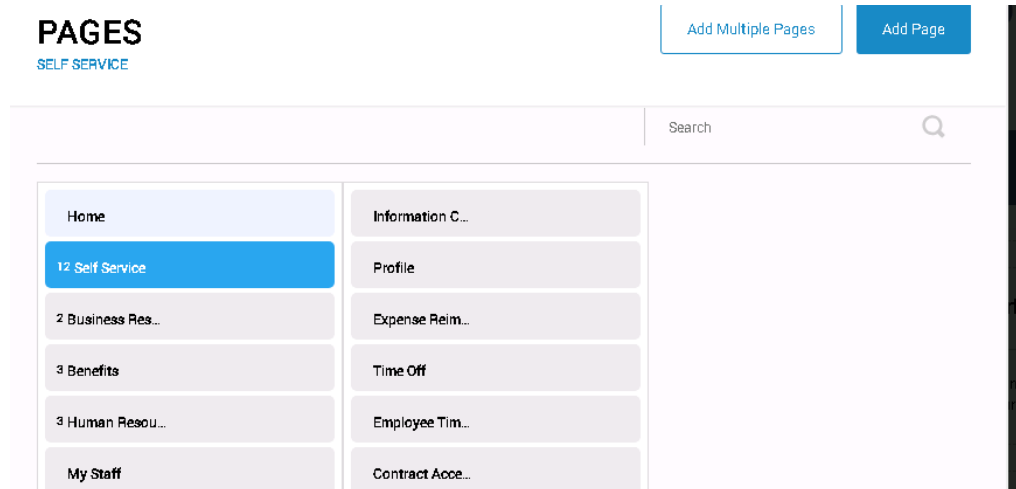 PAGES
SELF SERVICE
Add Multiple Pages
Add Page
Search
Home
12 Self Service
2 Business Res...
3 Benefits
3 Human Resou...
My Staff
Information C...
Profile
Expense Reim...
Time Off
Employee Tim...
Contract Acce...